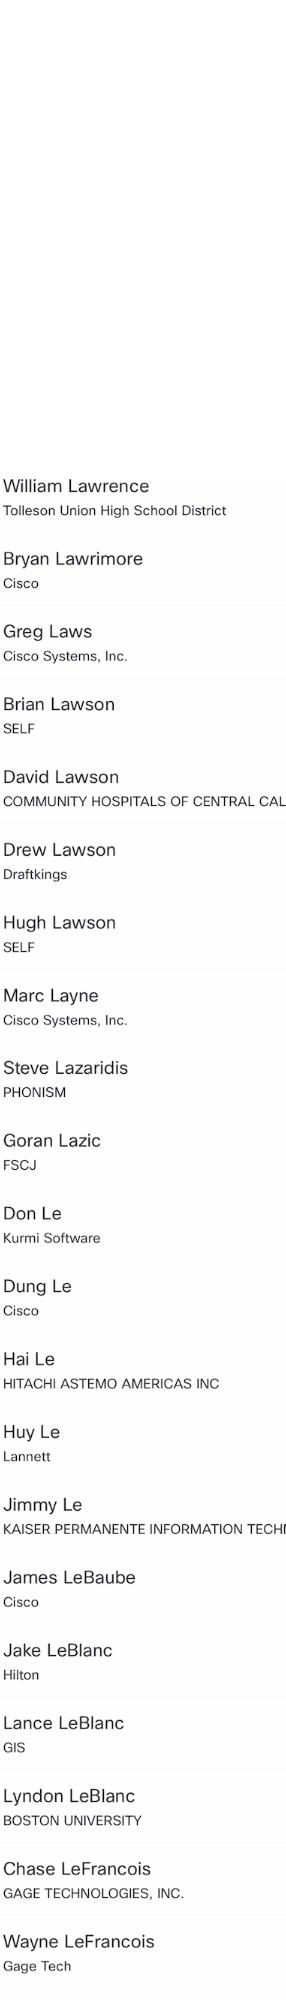 William Lawrence
Tolleson Union High School District
Bryan Lawrimore
Cisco
Greg Laws
Cisco Systems, Inc.
Brian Lawson
SELF
David Lawson
COMMUNITY HOSPITALS OF CENTRAL CAL
Drew Lawson
Draftkings
Hugh Lawson
SELF
Marc Layne
Cisco Systems, Inc.
Steve Lazaridis
PHONISM
Goran Lazic
FSCJ
Don Le
Kurmi Software
Dung Le
Cisco
Hai Le
HITACHI ASTEMO AMERICAS INC
Huy Le
Lannett
Jimmy Le
KAISER PERMANENTE INFORMATION
James LeBaube
Cisco
Jake LeBlanc
Hilton
Lance LeBlanc
GIS
Lyndon LeBlanc
BOSTON UNIVERSITY
Chase LeFrancois
GAGE TECHNOLOGIES, INC.
Wayne LeFrancois
Gage Tech